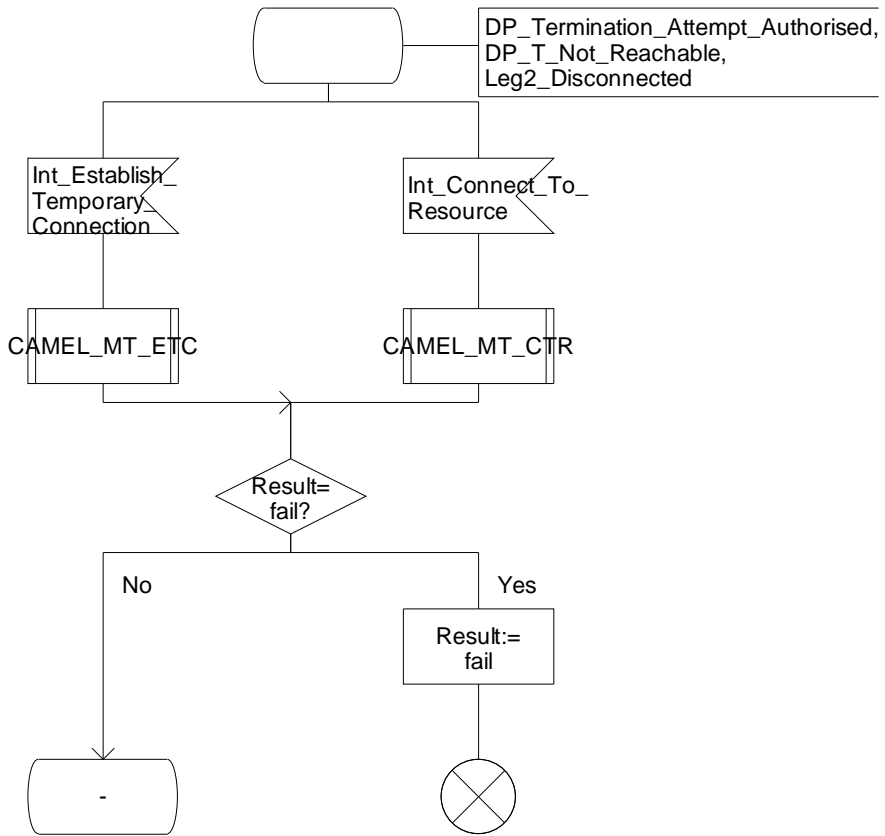 DP_Termination_Attempt_Authorised,
DP_T_Not_Reachable,
Leg2_Disconnected
Int_Establish_
Temporary_
Connection
Int_Connect_To_
Resource
CAMEL_MT_ETC
CAMEL_MT_CTR
Result=
fail?
No
Yes
Result:=
fail
-